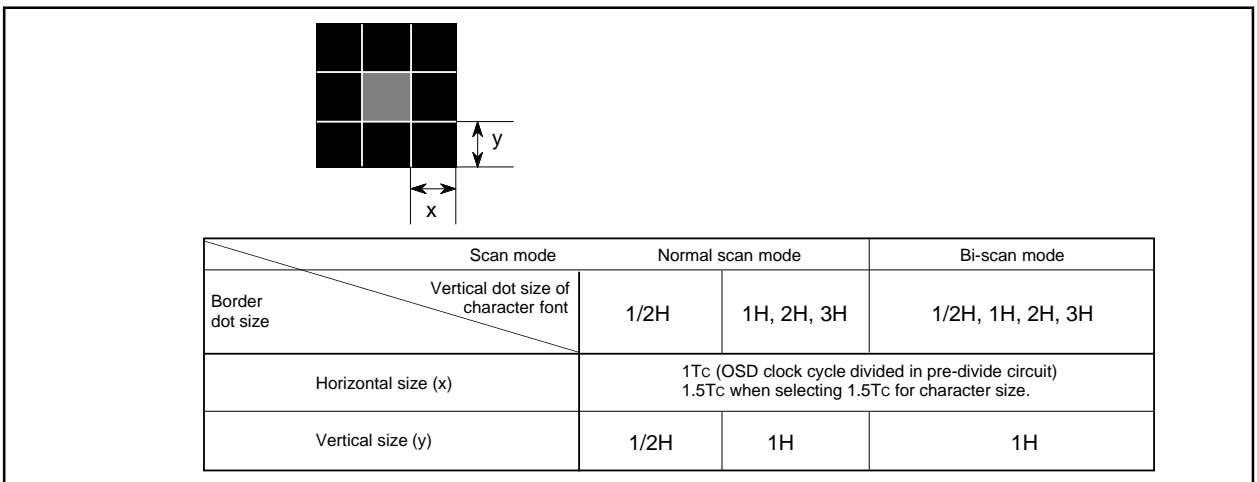 y
x
Scan mode Normal scan mode Bi-scan mode
Vertical dot size of
character font
Border
dot size
1/2H 1H, 2H, 3H 1/2H, 1H, 2H, 3H
Horizontal size (x)
1TC (OSD clock cycle divided in pre-divide circuit)
1.5TC when selecting 1.5TC for character size.
Vertical size (y) 1/2H 1H 1H